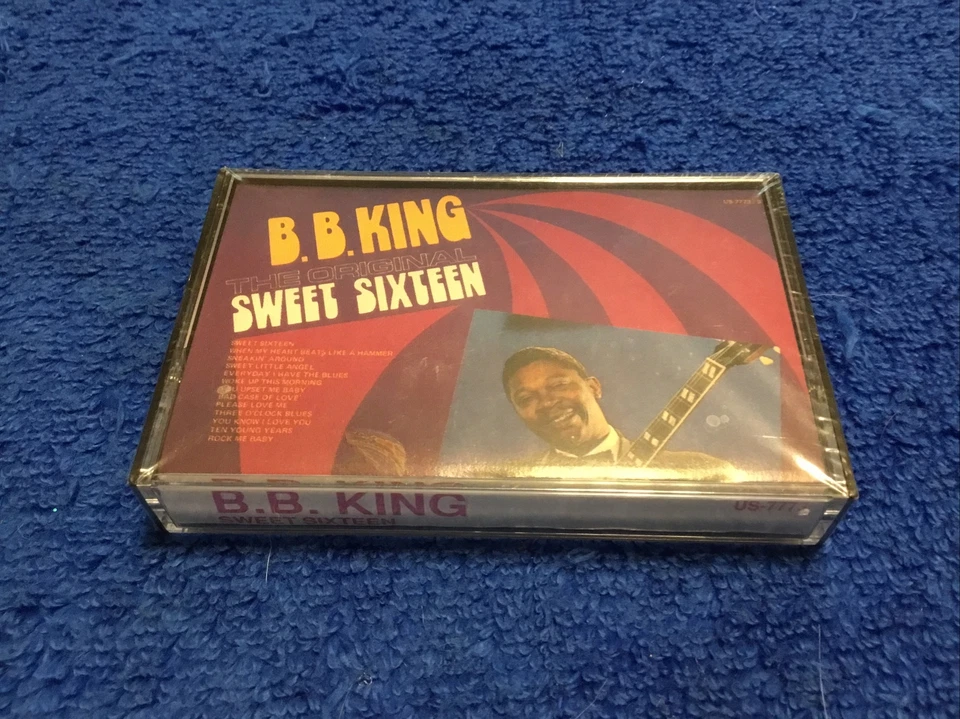 B. B. KING
THE ORIGINAL
SWEET SIXTEEN
SWEET SIXTEEN
WHEN MY HEART BEATS LIKE A HAMMER
SNEAKIN' AROUND
SWEET LITTLE ANGEL
EVERYDAY I HAVE THE BLUES
WOKE UP THIS MORNING
UPSET ME BABY
BAD CASE OF LOVE
PLEASE LOVE ME
THREE O'CLOCK BLUES
YOU KNOW I LOVE YOU
TEN YOUNG YEARS
ROCK ME BABY
B.B. KING
SWEET SIXTEEN